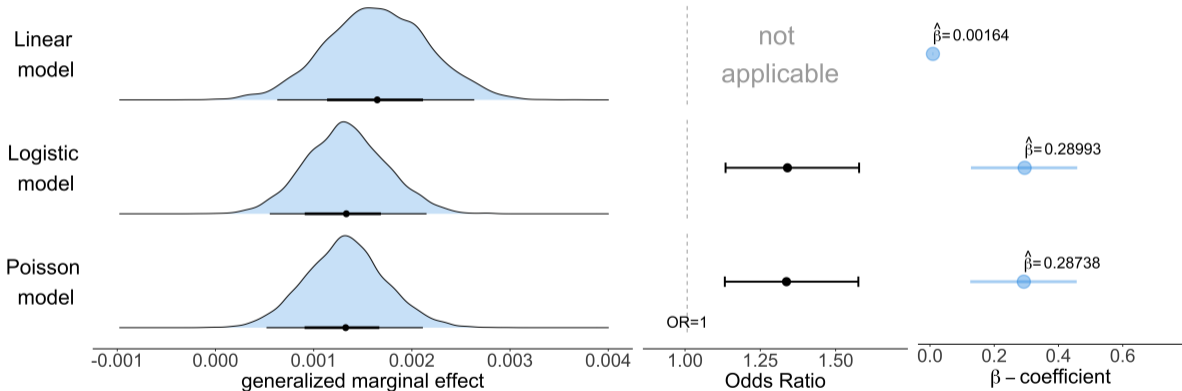 Linear
model
not
applicable
β̂=0.00164
Logistic
model
β̂=0.28993
Poisson
model
β̂=0.28738
OR=1
-0.001 0.000 0.001 0.002 0.003 0.004
generalized marginal effect
1.00 1.25 1.50
Odds Ratio
0.0 0.2 0.4 0.6
β – coefficient